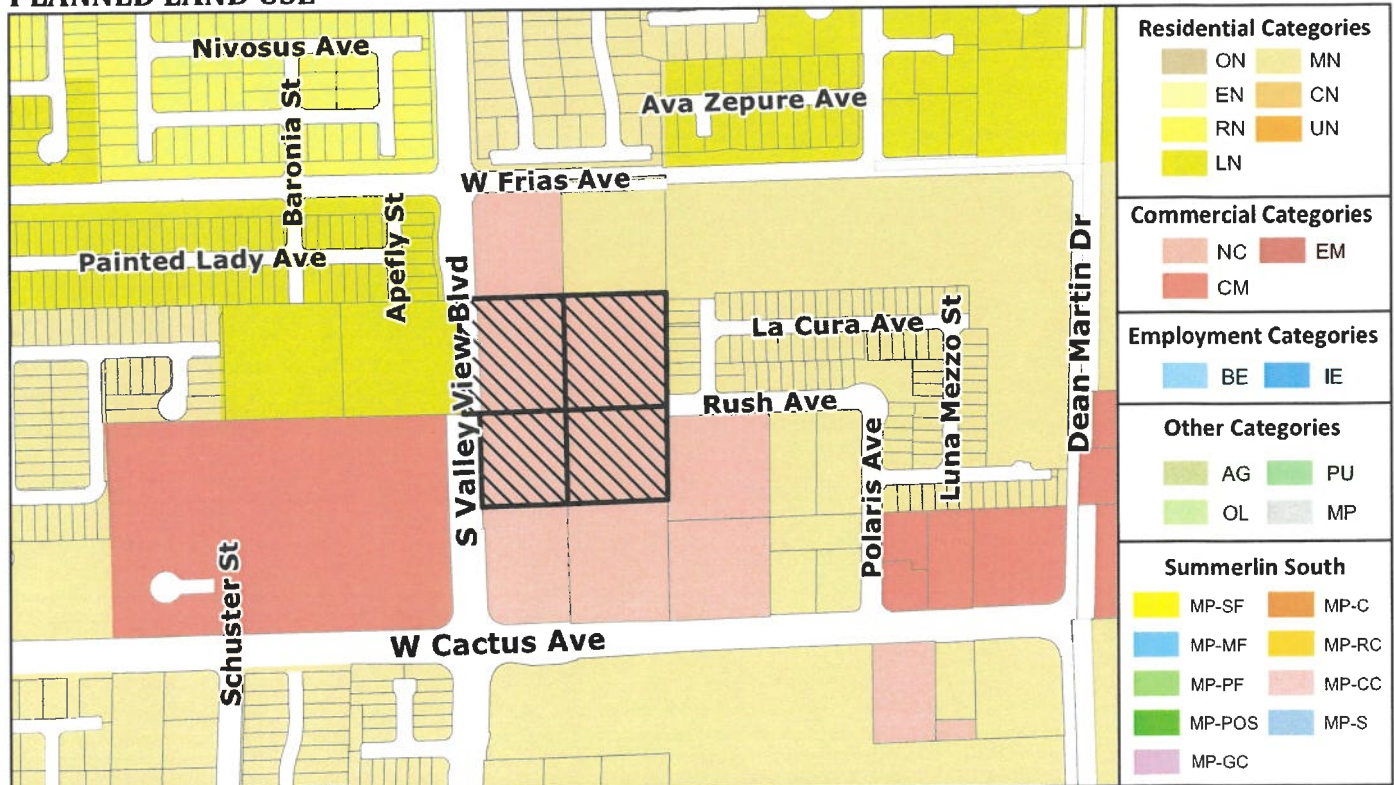 PLANNED LAND USE
Nivosus Ave
Baronia St
Ava Zepure Ave
W Frias Ave
Apefly St
Painted Lady Ave
S Valley View Blvd
La Cura Ave
Luna Mezzo St
Dean Martin Dr
Rush Ave
Polaris Ave
Schuster St
W Cactus Ave
Residential Categories
ON MN
EN CN
RN UN
LN
Commercial Categories
NC EM
CM
Employment Categories
BE IE
Other Categories
AG PU
OL MP
Summerlin South
MP-SF MP-C
MP-MF MP-RC
MP-PF MP-CC
MP-POS MP-S
MP-GC